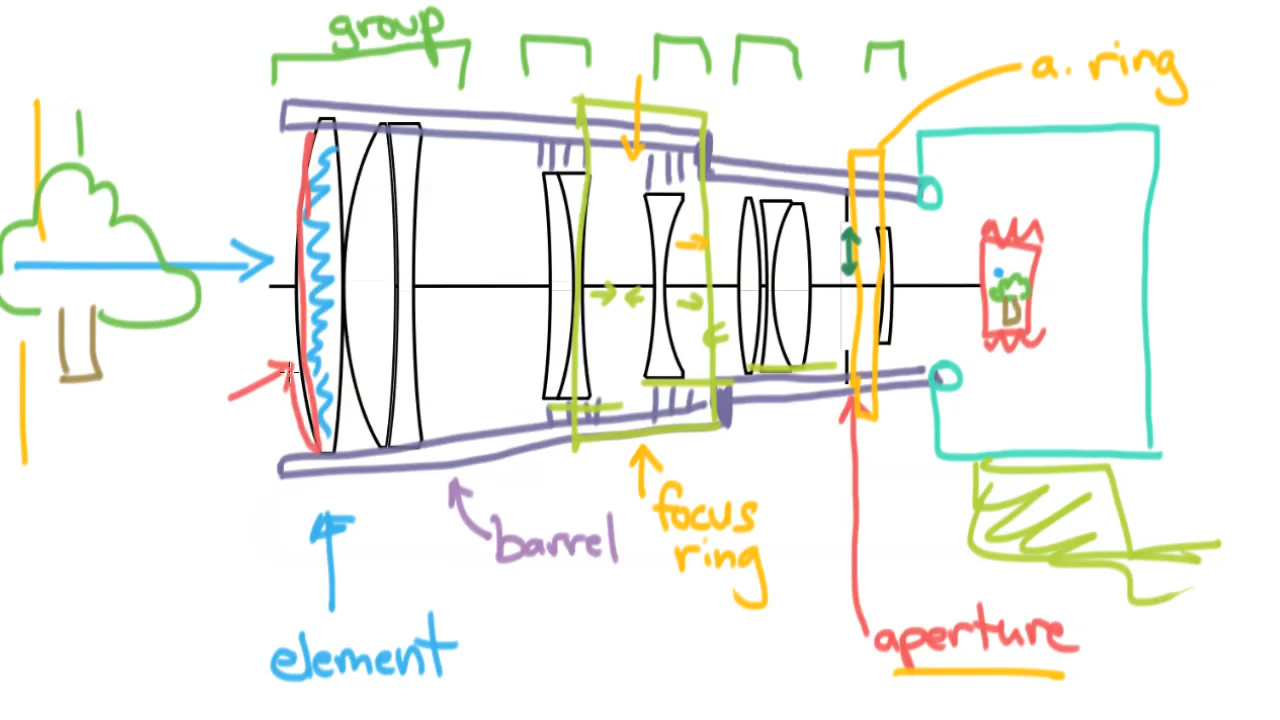 group
a. ring
barrel
focus
ring
element
aperture